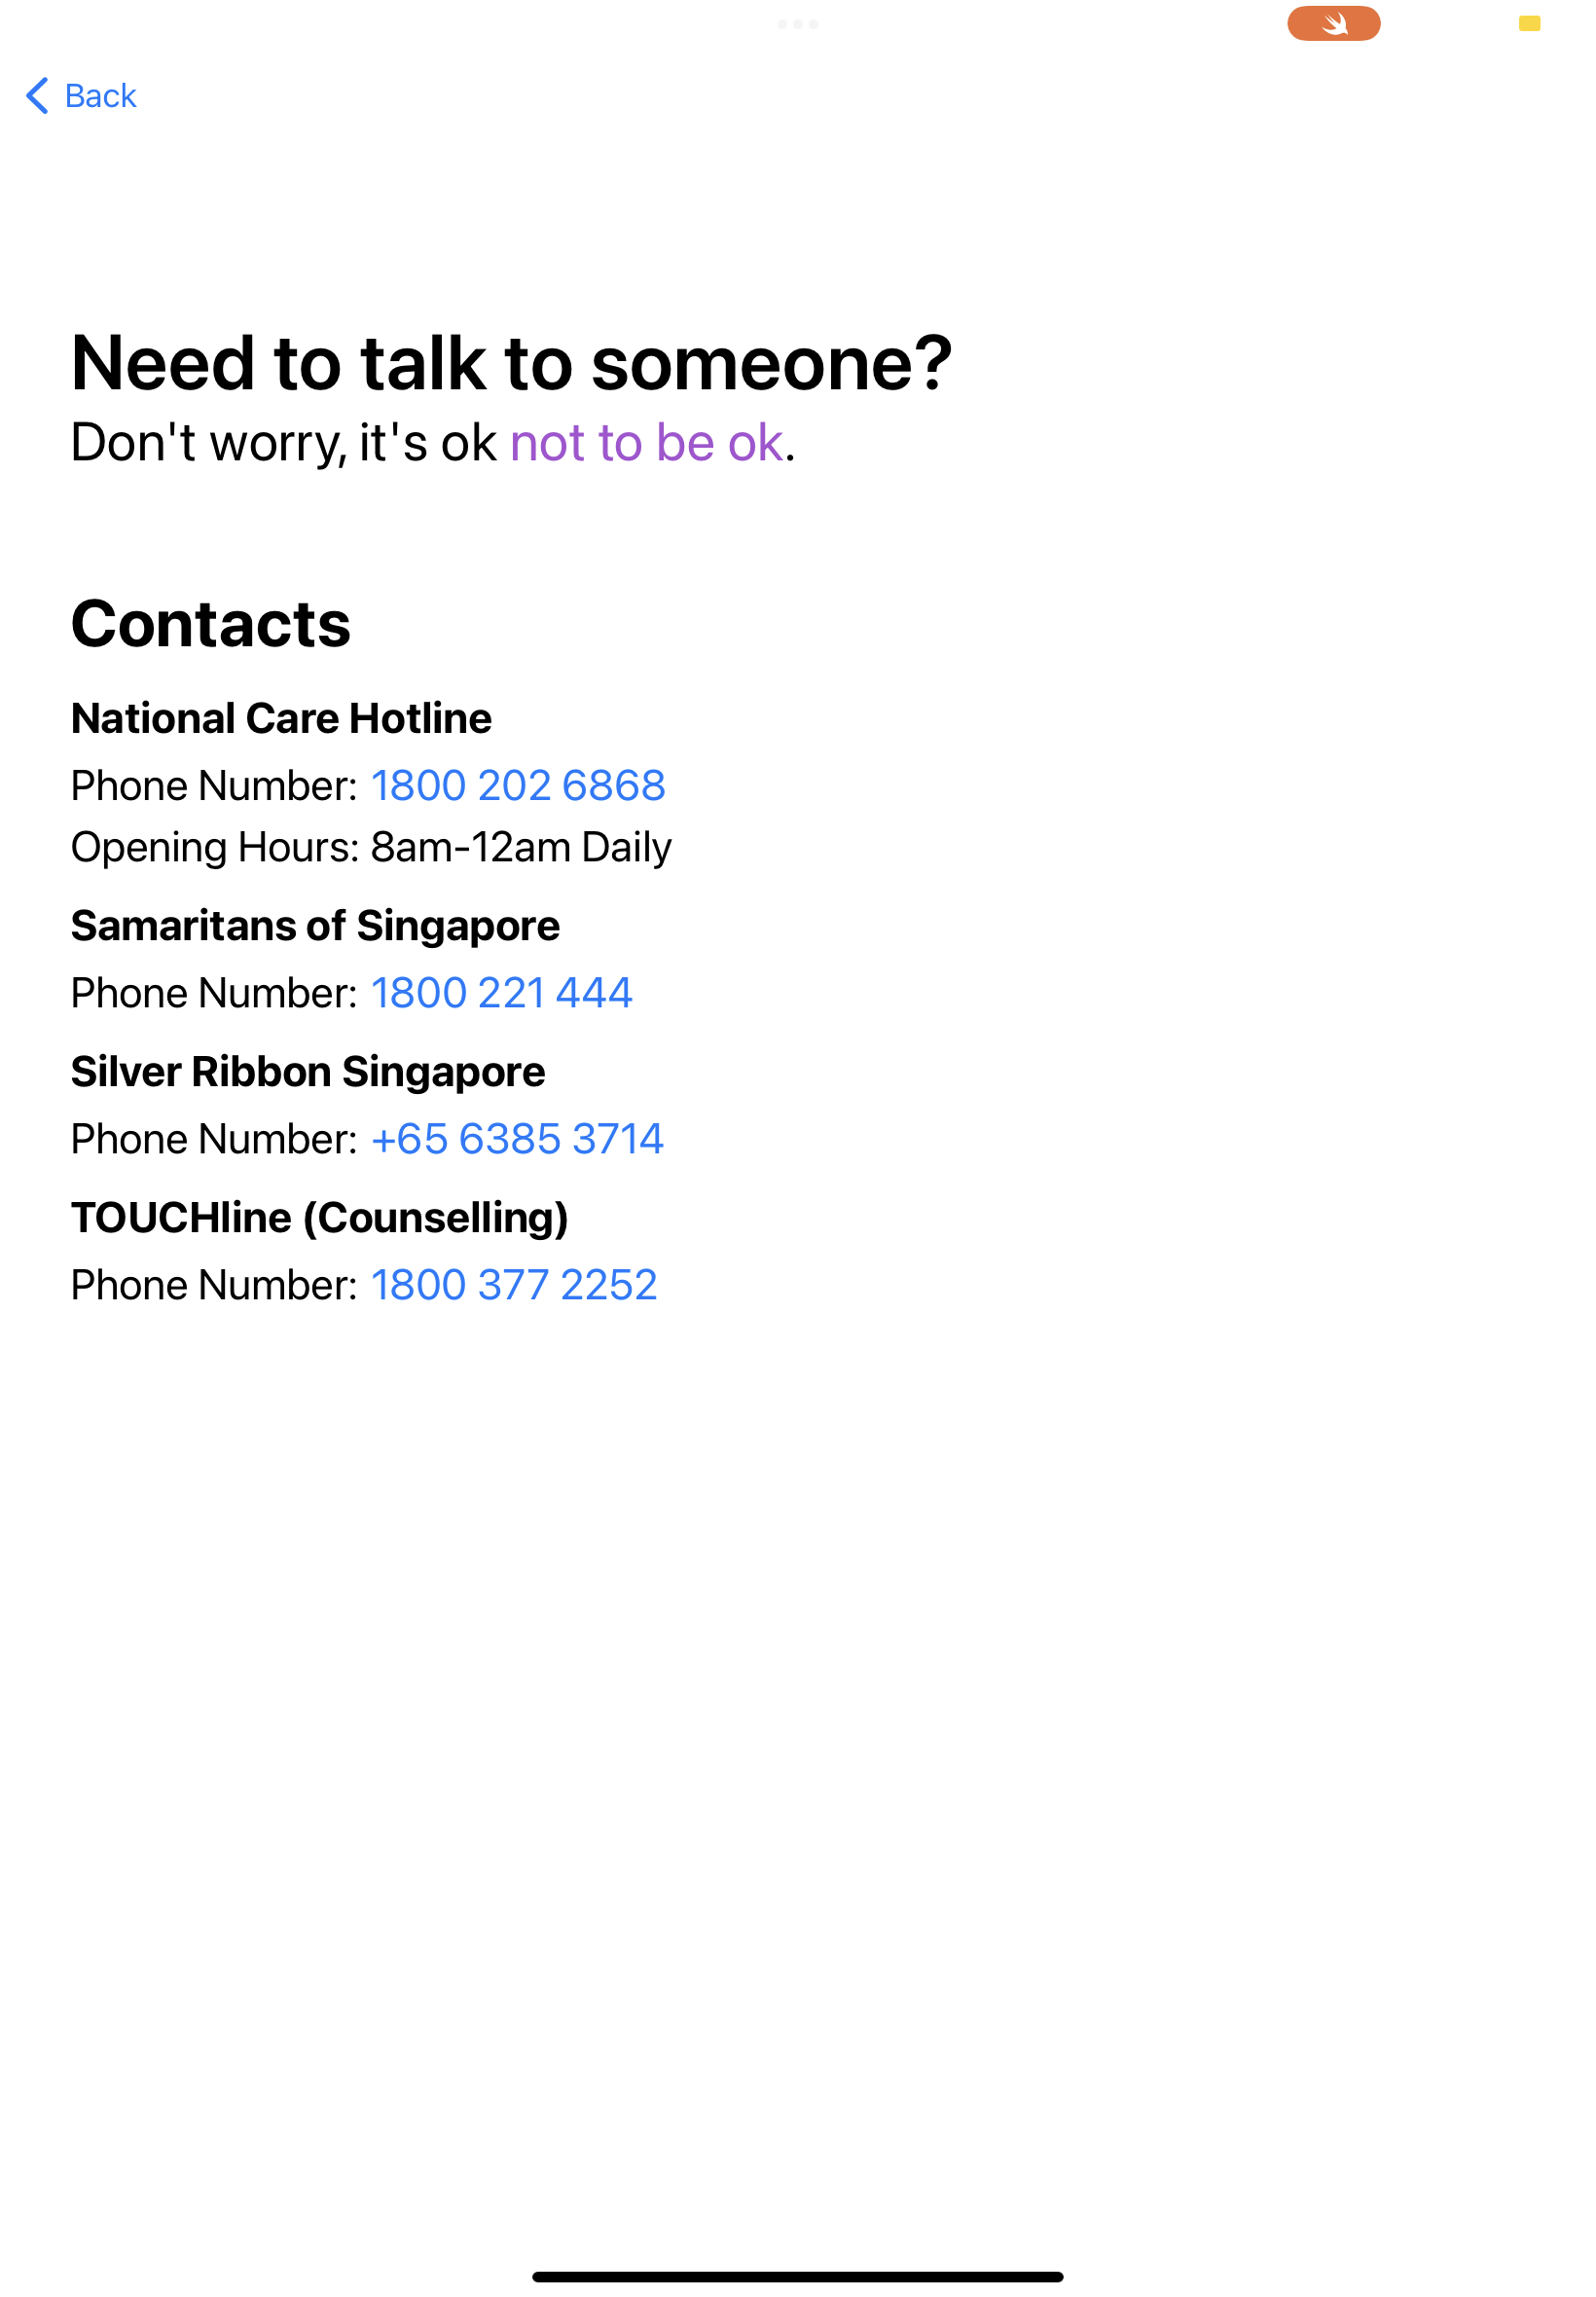 Back
Need to talk to someone?
Don't worry, it's ok not to be ok.
Contacts
National Care Hotline
Phone Number: 1800 202 6868
Opening Hours: 8am-12am Daily
Samaritans of Singapore
Phone Number: 1800 221 444
Silver Ribbon Singapore
Phone Number: +65 6385 3714
TOUCHline (Counselling)
Phone Number: 1800 377 2252